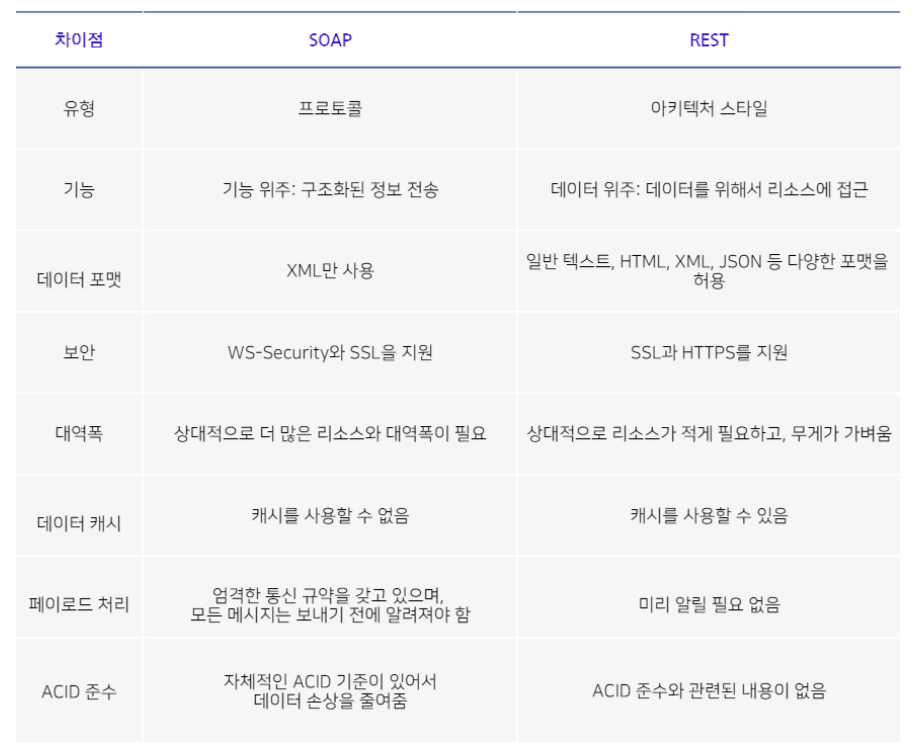 차이점
SOAP
REST
유형
프로토콜
아키텍처 스타일
기능
기능 위주: 구조화된 정보 전송
데이터 위주: 데이터를 위해서 리소스에 접근
데이터 포맷
XML만 사용
일반 텍스트, HTML, XML, JSON 등 다양한 포맷을
허용
보안
WS-Security와 SSL을 지원
SSL과 HTTPS를 지원
대역폭
상대적으로 더 많은 리소스와 대역폭이 필요
상대적으로 리소스가 적게 필요하고, 무게가 가벼움
데이터 캐시
캐시를 사용할 수 없음
캐시를 사용할 수 있음
페이로드 처리
엄격한 통신 규약을 갖고 있으며,
모든 메시지는 보내기 전에 알려져야 함
미리 알릴 필요 없음
ACID 준수
자체적인 ACID 기준이 있어서
데이터 손상을 줄여줌
ACID 준수와 관련된 내용이 없음